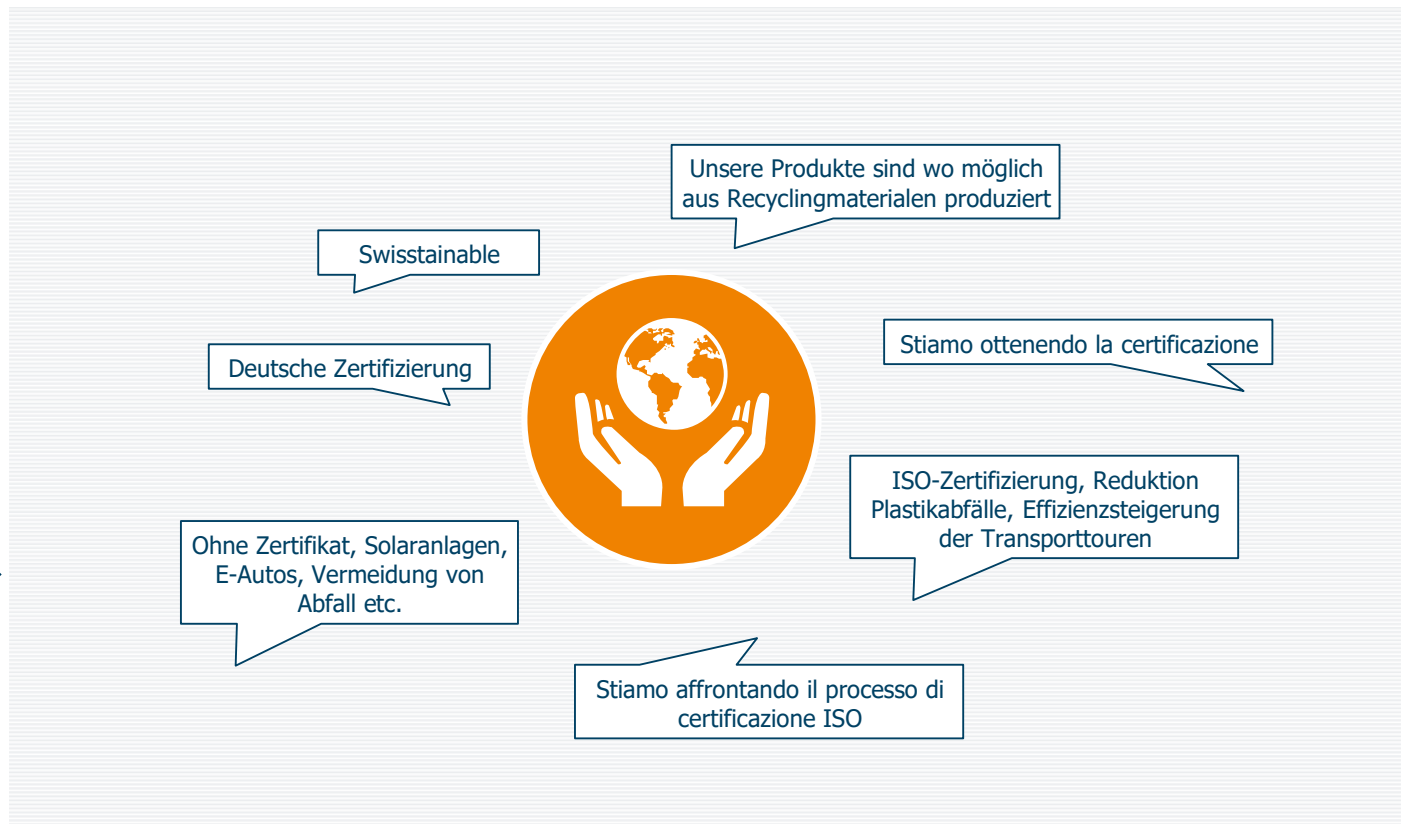 Unsere Produkte sind wo möglich
aus Recyclingmaterialen produziert
Swisstainable
Stiamo ottenendo la certificazione
Deutsche Zertifizierung
ISO-Zertifizierung, Reduktion
Plastikabfälle, Effizienzsteigerung
der Transporttouren
Ohne Zertifikat, Solaranlagen,
E-Autos, Vermeidung von
Abfall etc.
Stiamo affrontando il processo di
certificazione ISO